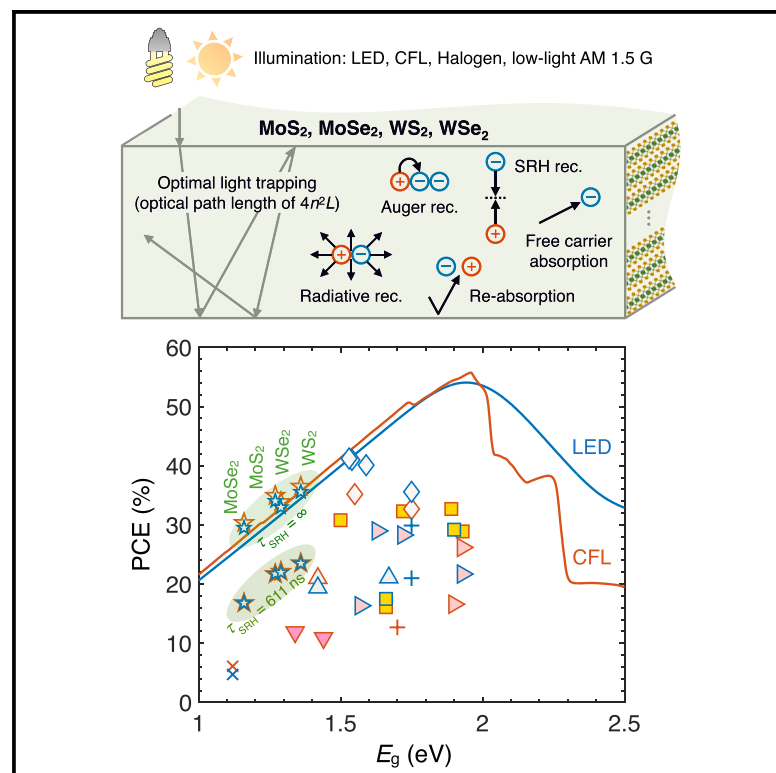 Illumination: LED, CFL, Halogen, low-light AM 1.5 G
MoS₂, MoSe₂, WS₂, WSe₂
Optimal light trapping
(optical path length of 4n²L)
Auger rec.
SRH rec.
Free carrier
absorption
Radiative rec.
Re-absorption
60
50
40
30
20
10
0
PCE (%)
MoSe₂
MoS₂
WSe₂
WS₂
τSRH = ∞
τSRH = 611 ns
LED
CFL
1
1.5
2
2.5
Eg (eV)